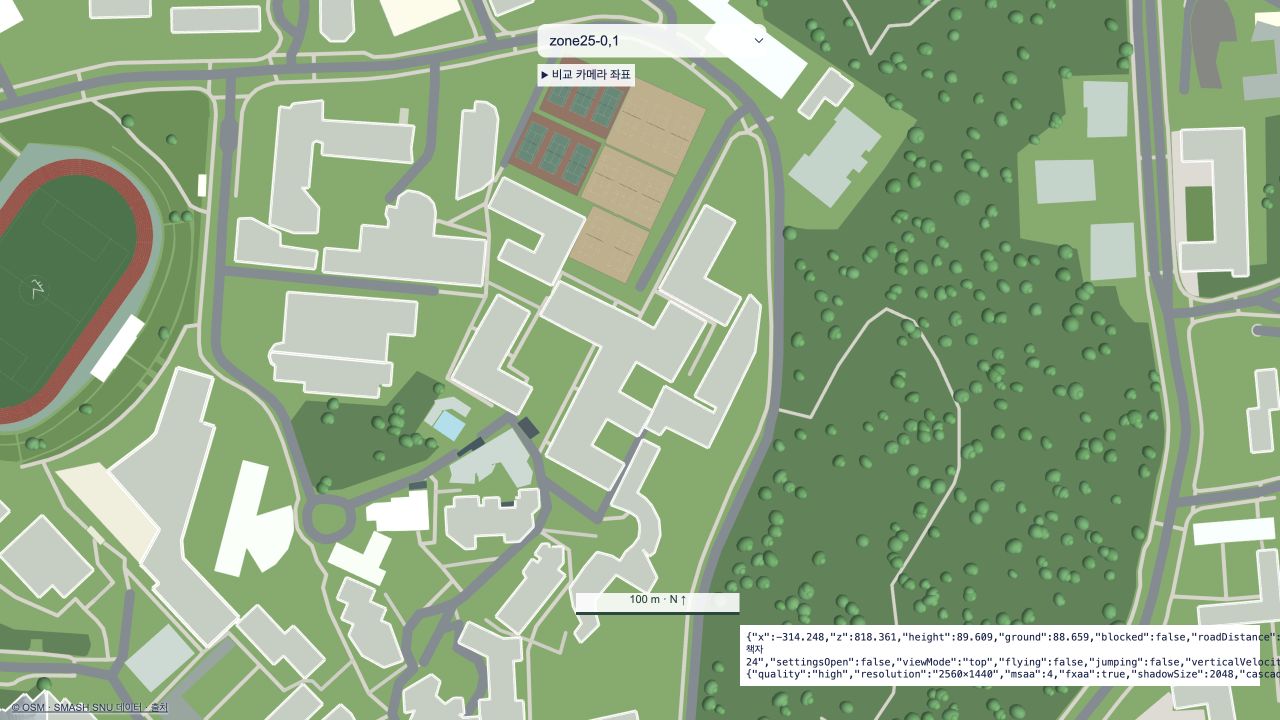 zone25-0,1
▶ 비교 카메라 좌표
100 m · N ↑
{"x":−314.248,"z":818.361,"height":89.609,"ground":88.659,"blocked":false,"roadDistance":
책자
24","settingsOpen":false,"viewMode":"top","flying":false,"jumping":false,"verticalVelocit
{"quality":"high","resolution":"2560×1440","msaa":4,"fxaa":true,"shadowSize":2048,"cascad
© OSM · SMASH SNU 데이터 · 출처